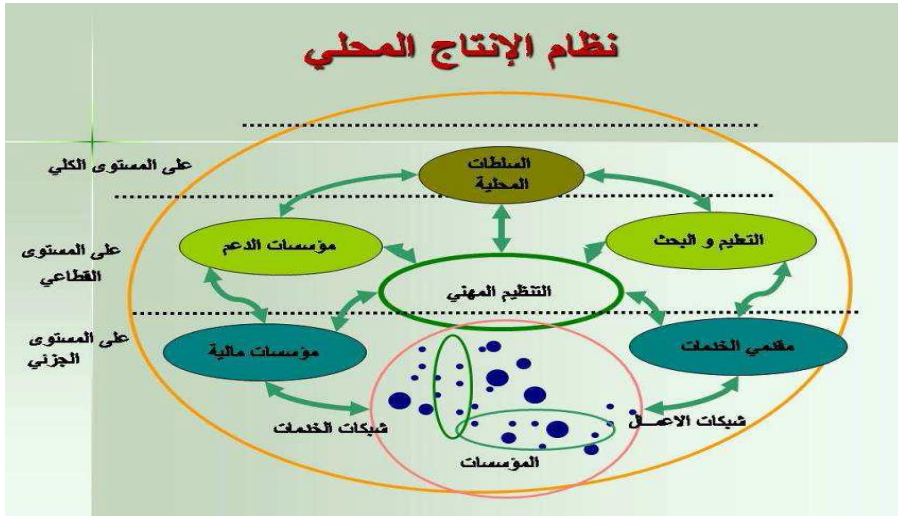 نظام الإنتاج المحلي
على المستوى الكلي
السلطات
المحلية
على المستوى
القطاعي
التعليم و البحث
مؤسسات الدعم
التنظيم المهني
على المستوى
الجزئي
مقدمي الخدمات
مؤسسات مالية
شبكات الاعمـــال
شبكات الخدمات
المؤسسات